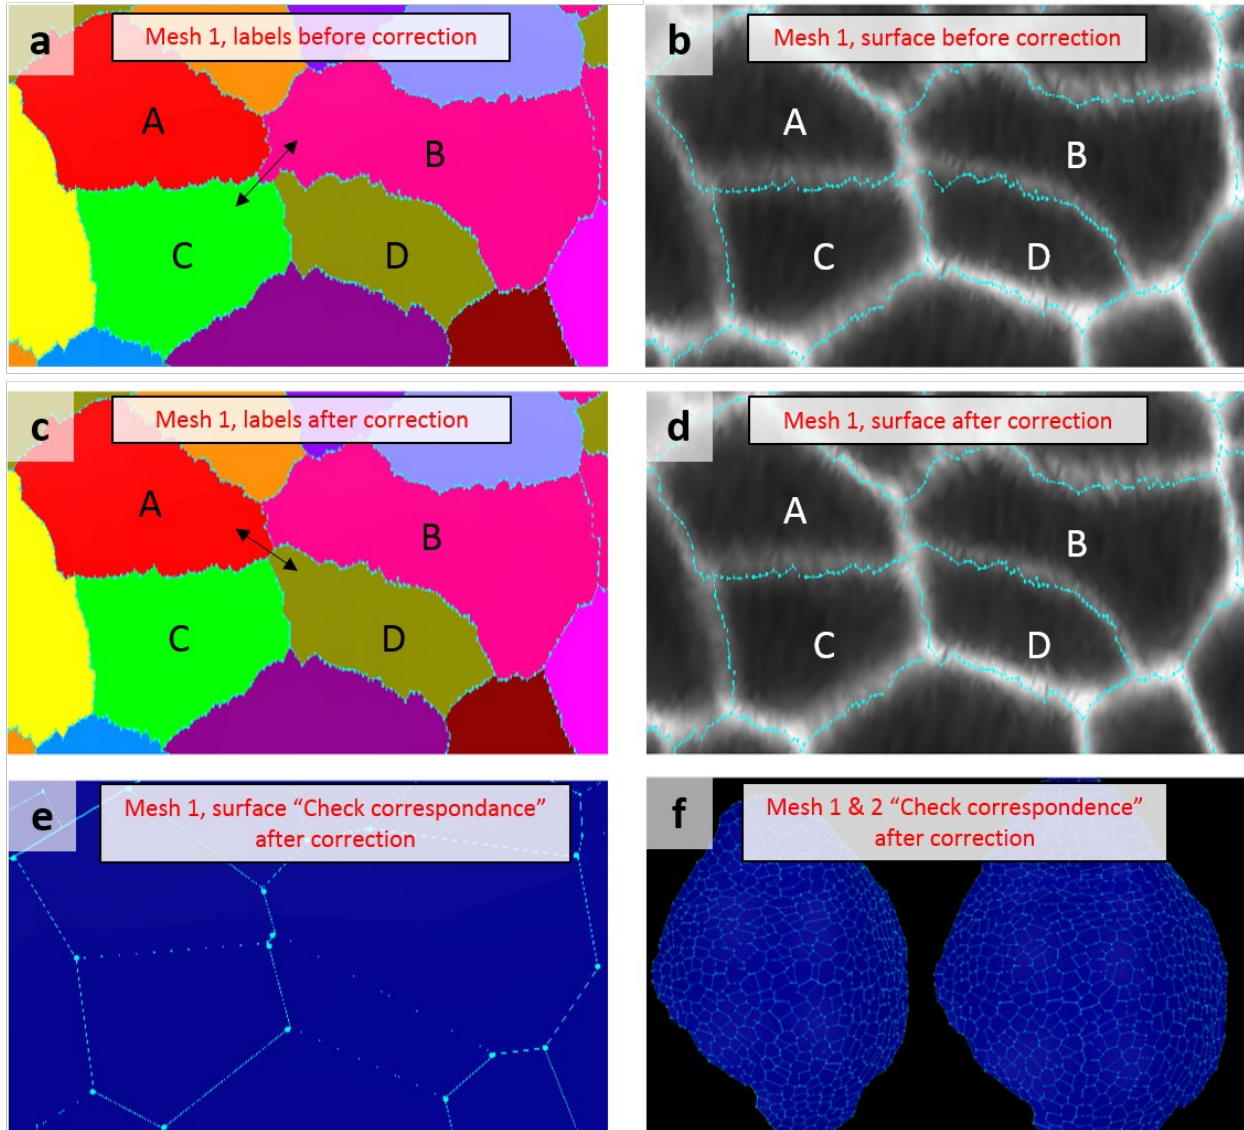 a
Mesh 1, labels before correction
A
B
C
D
b
Mesh 1, surface before correction
A
B
C
D
c
Mesh 1, labels after correction
A
B
C
D
d
Mesh 1, surface after correction
A
B
C
D
e
Mesh 1, surface “Check correspondance”
after correction
f
Mesh 1 & 2 “Check correspondence”
after correction